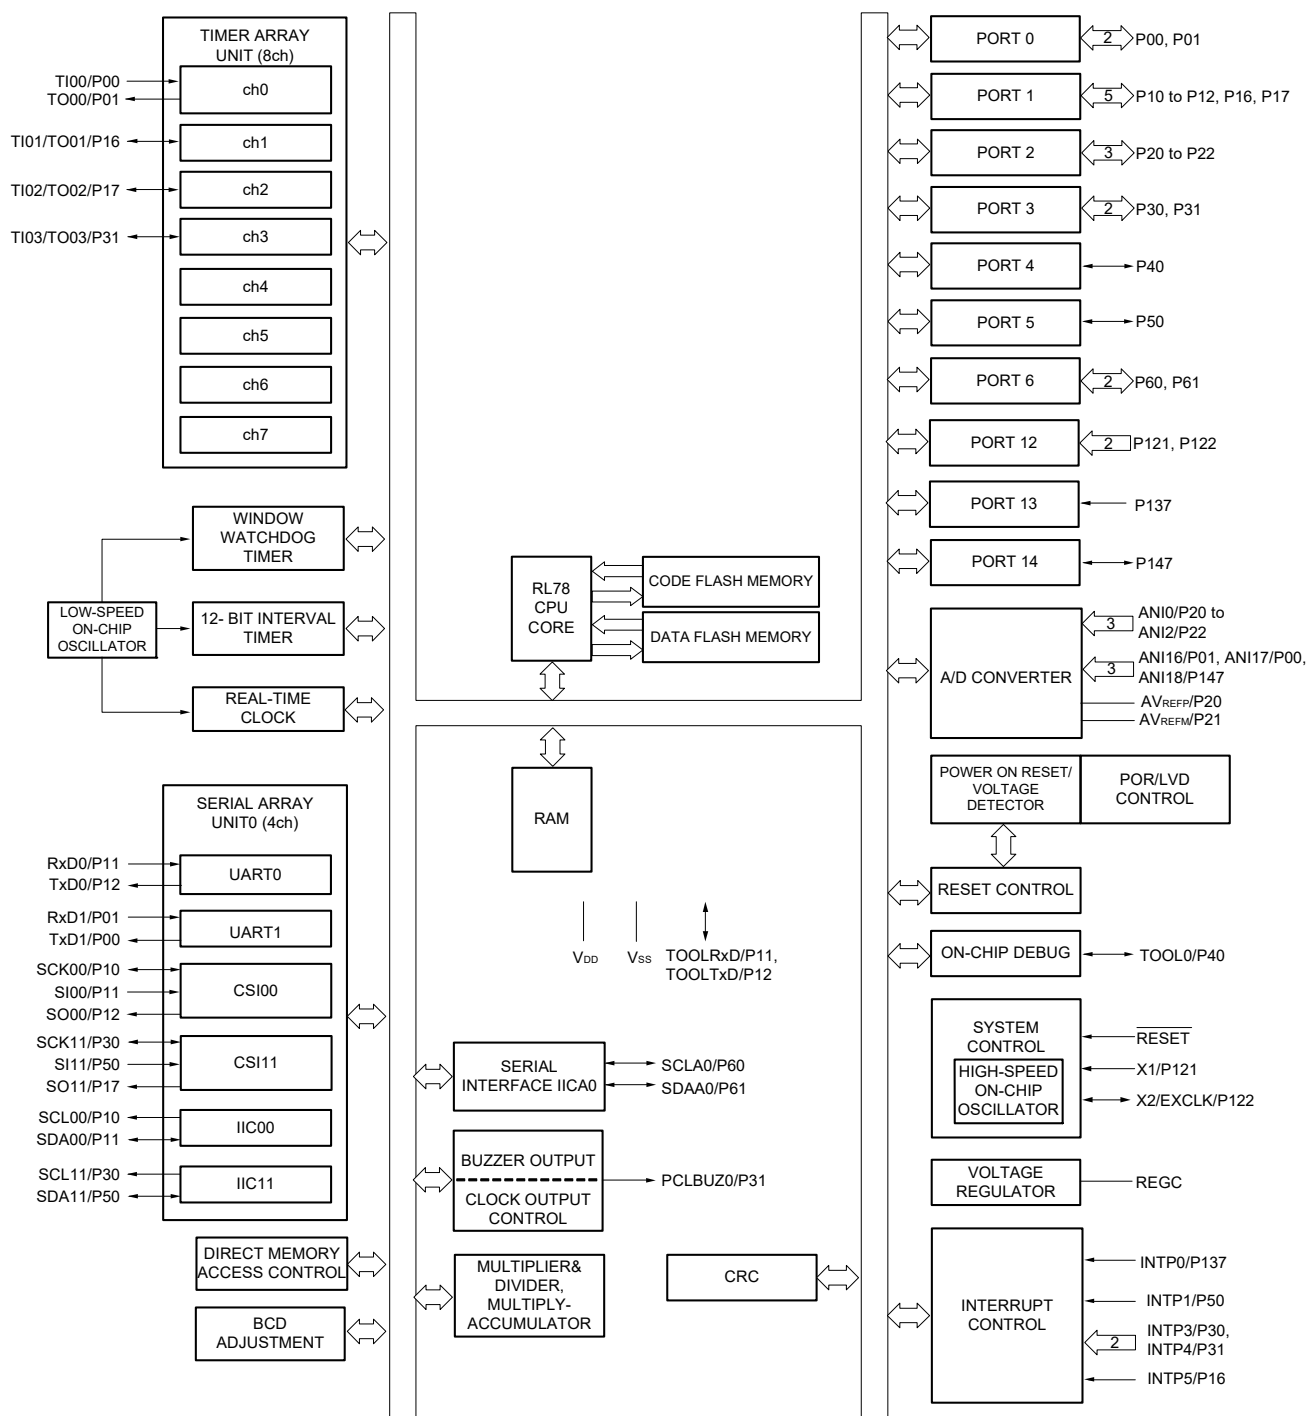 TIMER ARRAY
UNIT (8ch)
TI00/P00
TO00/P01
ch0
TI01/TO01/P16
ch1
TI02/TO02/P17
ch2
TI03/TO03/P31
ch3
ch4
ch5
ch6
ch7
WINDOW
WATCHDOG
TIMER
LOW-SPEED
ON-CHIP
OSCILLATOR
12- BIT INTERVAL
TIMER
REAL-TIME
CLOCK
SERIAL ARRAY
UNIT0 (4ch)
RxD0/P11
TxD0/P12
UART0
RxD1/P01
TxD1/P00
UART1
SCK00/P10
SI00/P11
SO00/P12
CSI00
SCK11/P30
SI11/P50
SO11/P17
CSI11
SCL00/P10
SDA00/P11
IIC00
SCL11/P30
SDA11/P50
IIC11
DIRECT MEMORY
ACCESS CONTROL
BCD
ADJUSTMENT
RL78
CPU
CORE
CODE FLASH MEMORY
DATA FLASH MEMORY
RAM
VDD
VSS
TOOLRxD/P11,
TOOLTxD/P12
SERIAL
INTERFACE IICA0
SCLA0/P60
SDAA0/P61
BUZZER OUTPUT
CLOCK OUTPUT
CONTROL
PCLBUZ0/P31
MULTIPLIER&
DIVIDER,
MULTIPLY-
ACCUMULATOR
CRC
PORT 0
2
P00, P01
PORT 1
5
P10 to P12, P16, P17
PORT 2
3
P20 to P22
PORT 3
2
P30, P31
PORT 4
P40
PORT 5
P50
PORT 6
2
P60, P61
PORT 12
2
P121, P122
PORT 13
P137
PORT 14
P147
A/D CONVERTER
3
ANI0/P20 to
ANI2/P22
3
ANI16/P01, ANI17/P00,
ANI18/P147
AVREFP/P20
AVREFM/P21
POWER ON RESET/
VOLTAGE
DETECTOR
POR/LVD
CONTROL
RESET CONTROL
ON-CHIP DEBUG
TOOL0/P40
SYSTEM
CONTROL
HIGH-SPEED
ON-CHIP
OSCILLATOR
RESET
X1/P121
X2/EXCLK/P122
VOLTAGE
REGULATOR
REGC
INTERRUPT
CONTROL
INTP0/P137
INTP1/P50
2
INTP3/P30,
INTP4/P31
INTP5/P16